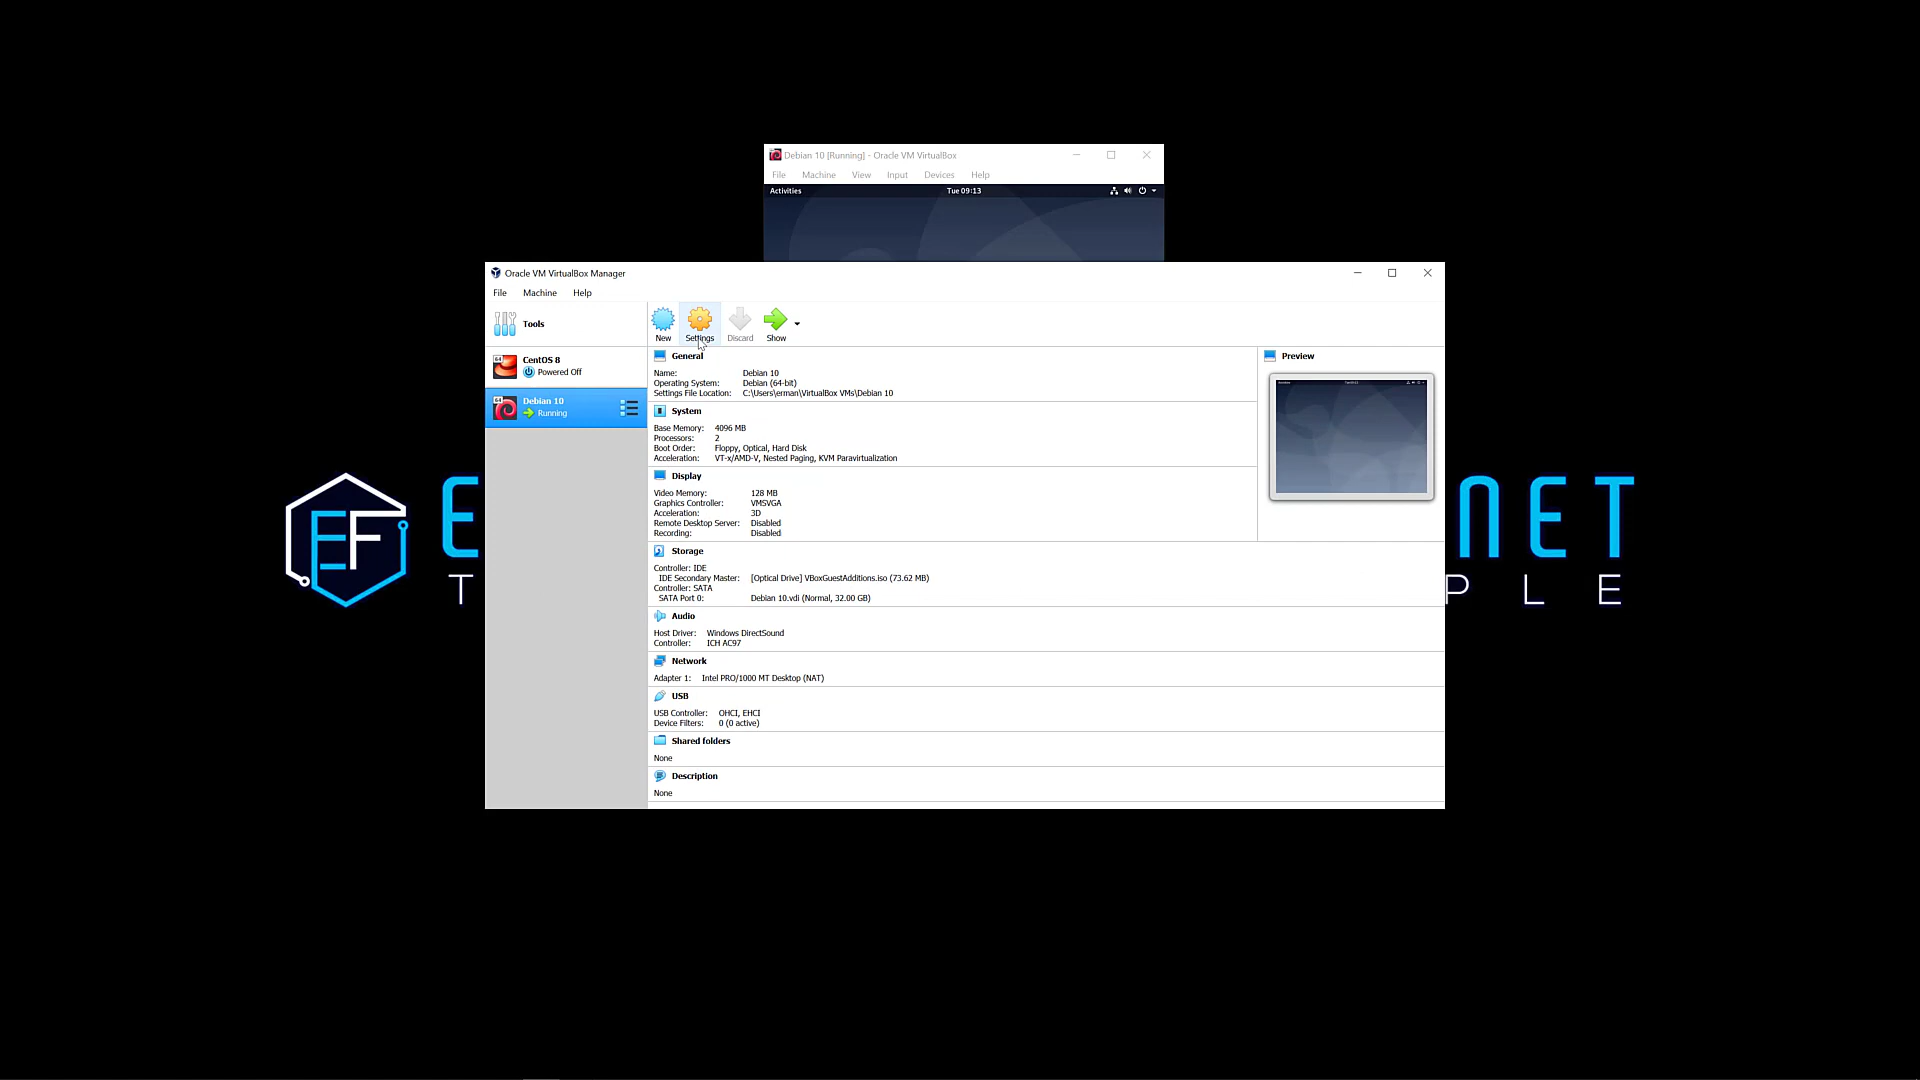 Debian 10 [Running] - Oracle VM VirtualBox
File Machine View Input Devices Help
Activities Tue 09:13
Oracle VM VirtualBox Manager
File Machine Help
Tools
New Settings Discard Show
64 CentOS 8
Powered Off
64 Debian 10
Running
General
Name: Debian 10
Operating System: Debian (64-bit)
Settings File Location: C:\Users\erman\VirtualBox VMs\Debian 10
System
Base Memory: 4096 MB
Processors: 2
Boot Order: Floppy, Optical, Hard Disk
Acceleration: VT-x/AMD-V, Nested Paging, KVM Paravirtualization
Display
Video Memory: 128 MB
Graphics Controller: VMSVGA
Acceleration: 3D
Remote Desktop Server: Disabled
Recording: Disabled
Storage
Controller: IDE
IDE Secondary Master: [Optical Drive] VBoxGuestAdditions.iso (73.62 MB)
Controller: SATA
SATA Port 0: Debian 10.vdi (Normal, 32.00 GB)
Audio
Host Driver: Windows DirectSound
Controller: ICH AC97
Network
Adapter 1: Intel PRO/1000 MT Desktop (NAT)
USB
USB Controller: OHCI, EHCI
Device Filters: 0 (0 active)
Shared folders
None
Description
None
Preview
EF
E NET
T PLE